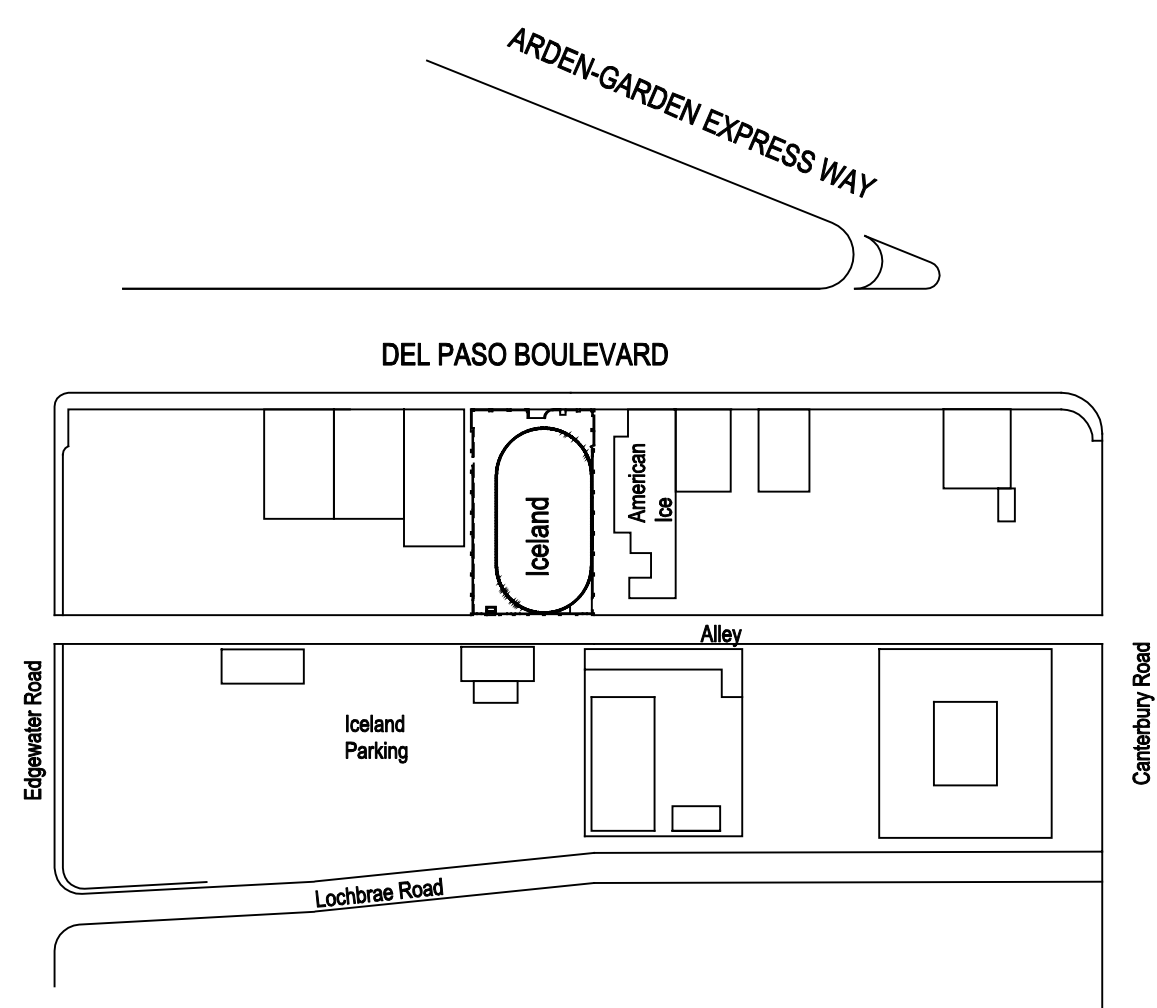 ARDEN-GARDEN EXPRESS WAY
DEL PASO BOULEVARD
Iceland
American
Ice
Alley
Edgewater Road
Canterbury Road
Iceland
Parking
Lochbrae Road